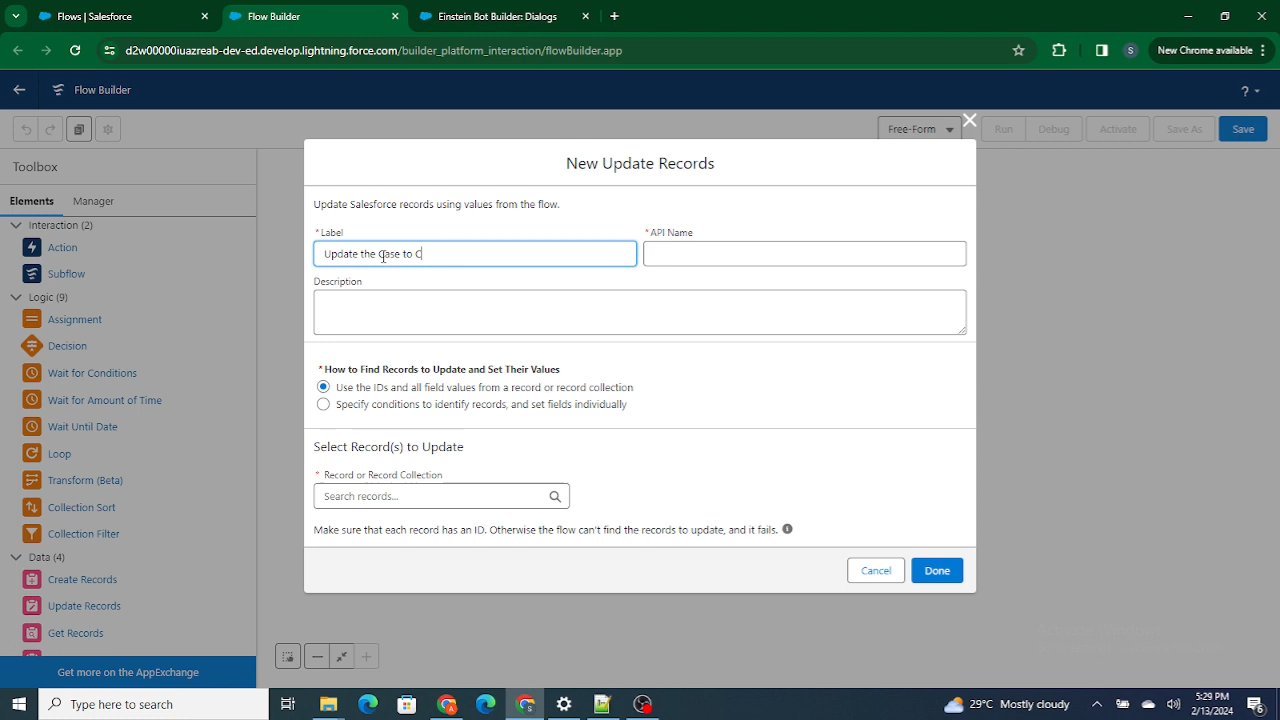 Flows | Salesforce
Flow Builder
Einstein Bot Builder: Dialogs
d2w00000iuazreab-dev-ed.develop.lightning.force.com/builder_platform_interaction/flowBuilder.app
S
New Chrome available
Flow Builder
?
Free-Form
Run
Debug
Activate
Save As
Save
Toolbox
Elements
Manager
Interaction (2)
Action
Subflow
Logic (9)
Assignment
Decision
Wait for Conditions
Wait for Amount of Time
Wait Until Date
Loop
Transform (Beta)
Collection Sort
Collection Filter
Data (4)
Create Records
Update Records
Get Records
Get more on the AppExchange
New Update Records
Update Salesforce records using values from the flow.
* Label
* API Name
Update the Case to C
Description
* How to Find Records to Update and Set Their Values
Use the IDs and all field values from a record or record collection
Specify conditions to identify records, and set fields individually
Select Record(s) to Update
* Record or Record Collection
Search records...
Make sure that each record has an ID. Otherwise the flow can't find the records to update, and it fails.
Cancel
Done
Type here to search
29°C Mostly cloudy
5:29 PM
2/13/2024
6